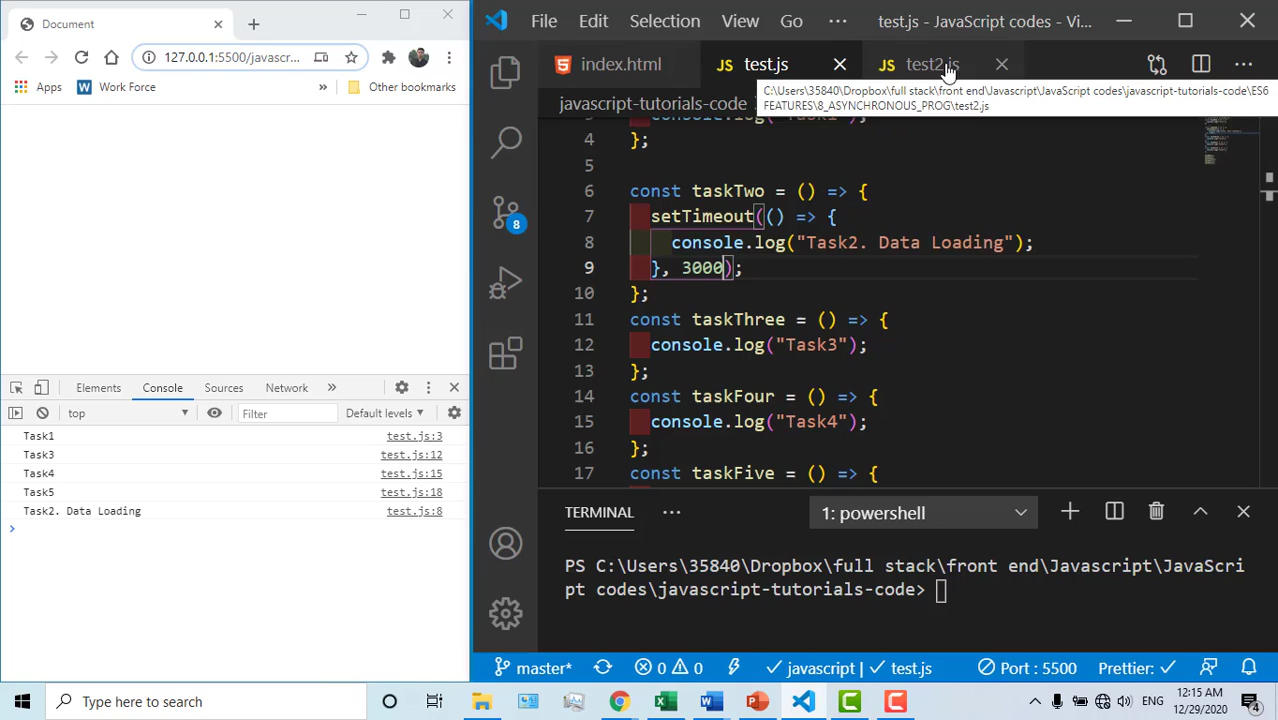 Document
127.0.0.1:5500/javascr...
Apps
Work Force
»
Elements
Console
Sources
Network
»
top
Filter
Default levels
Task1 test.js:3
Task3 test.js:12
Task4 test.js:15
Task5 test.js:18
Task2. Data Loading test.js:8
>
File Edit Selection View Go ··· test.js - JavaScript codes - Vi...
index.html
JS test.js
JS test2.js
C:\Users\35840\Dropbox\full stack\front end\Javascript\JavaScript codes\javascript-tutorials-code\ES6
FEATURES\8_ASYNCHRONOUS_PROG\test2.js
javascript-tutorials-code
console.log("Task1");
4 };
5
6 const taskTwo = () => {
7 setTimeout(() => {
8 console.log("Task2. Data Loading");
9 }, 3000);
10 };
11 const taskThree = () => {
12 console.log("Task3");
13 };
14 const taskFour = () => {
15 console.log("Task4");
16 };
17 const taskFive = () => {
8
TERMINAL ··· 1: powershell
PS C:\Users\35840\Dropbox\full stack\front end\Javascript\JavaScri
pt codes\javascript-tutorials-code>
master* 0 0 javascript | test.js Port : 5500 Prettier:
Type here to search
ENG
12:15 AM
12/29/2020
4